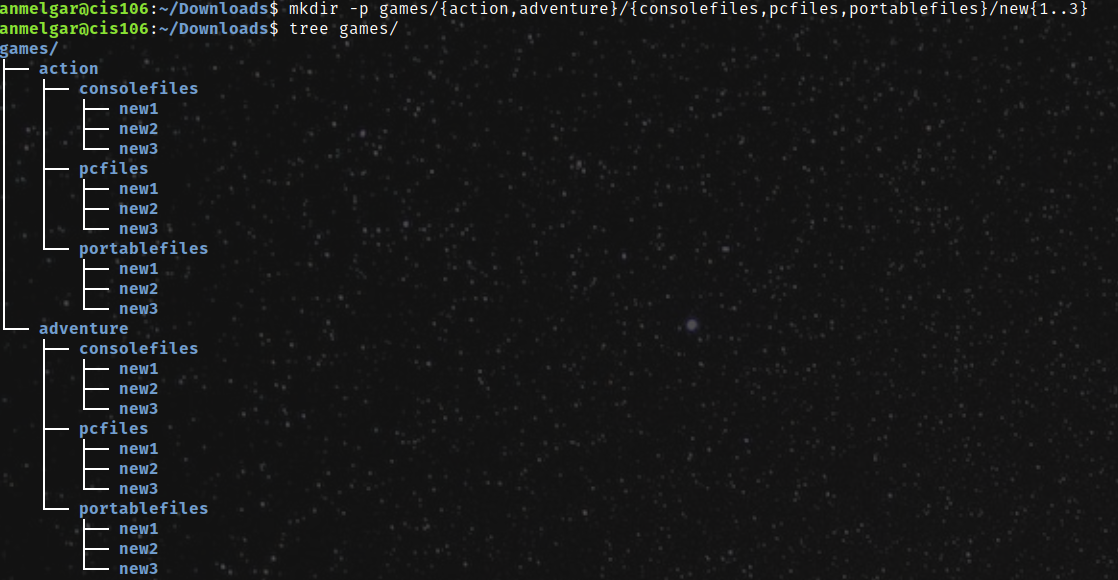 anmelgar@cis106:~/Downloads$ mkdir -p games/{action,adventure}/{consolefiles,pcfiles,portablefiles}/new{1..3}
anmelgar@cis106:~/Downloads$ tree games/
games/
├── action
│   ├── consolefiles
│   │   ├── new1
│   │   ├── new2
│   │   └── new3
│   ├── pcfiles
│   │   ├── new1
│   │   ├── new2
│   │   └── new3
│   └── portablefiles
│       ├── new1
│       ├── new2
│       └── new3
└── adventure
    ├── consolefiles
    │   ├── new1
    │   ├── new2
    │   └── new3
    ├── pcfiles
    │   ├── new1
    │   ├── new2
    │   └── new3
    └── portablefiles
        ├── new1
        ├── new2
        └── new3